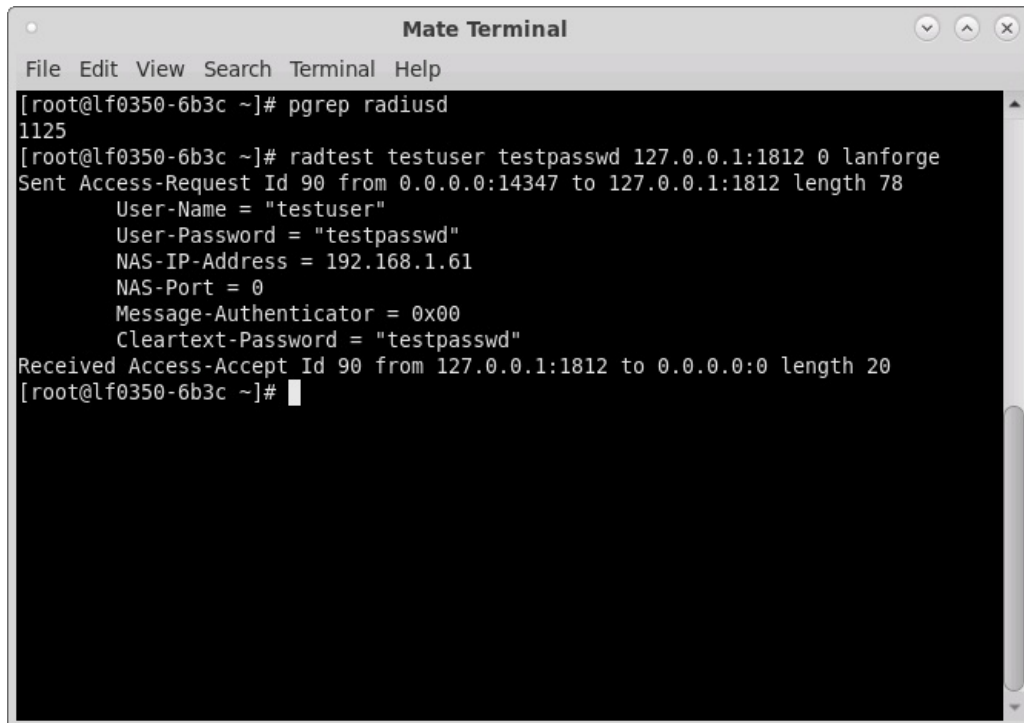 Mate Terminal
File Edit View Search Terminal Help
[root@lf0350-6b3c ~]# pgrep radiusd
1125
[root@lf0350-6b3c ~]# radtest testuser testpasswd 127.0.0.1:1812 0 lanforge
Sent Access-Request Id 90 from 0.0.0.0:14347 to 127.0.0.1:1812 length 78
        User-Name = "testuser"
        User-Password = "testpasswd"
        NAS-IP-Address = 192.168.1.61
        NAS-Port = 0
        Message-Authenticator = 0x00
        Cleartext-Password = "testpasswd"
Received Access-Accept Id 90 from 127.0.0.1:1812 to 0.0.0.0:0 length 20
[root@lf0350-6b3c ~]#